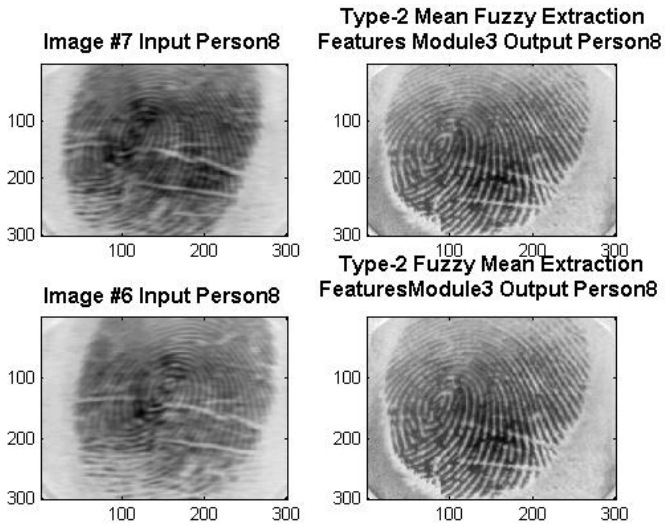 Image #7 Input Person8
Type-2 Mean Fuzzy Extraction
Features Module3 Output Person8
100
200
300
100 200 300
100
200
300
100 200 300
Image #6 Input Person8
Type-2 Fuzzy Mean Extraction
FeaturesModule3 Output Person8
100
200
300
100 200 300
100
200
300
100 200 300